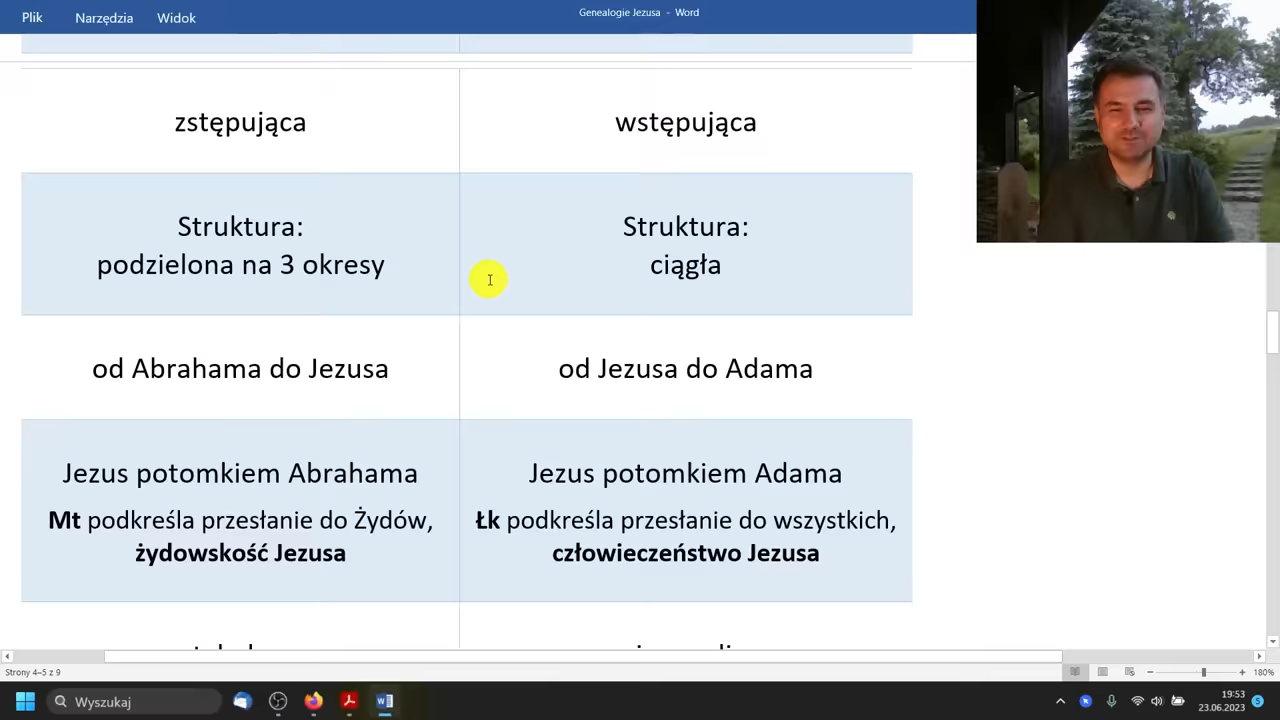 Plik Narzędzia Widok
Genealogie Jezusa - Word
zstępująca
wstępująca
Struktura:
podzielona na 3 okresy
Struktura:
ciągła
od Abrahama do Jezusa
od Jezusa do Adama
Jezus potomkiem Abrahama
Mt podkreśla przesłanie do Żydów,
żydowskość Jezusa
Jezus potomkiem Adama
Łk podkreśla przesłanie do wszystkich,
człowieczeństwo Jezusa
Strony 4–5 z 9
180%
Wyszukaj
19:53
23.06.2023
5